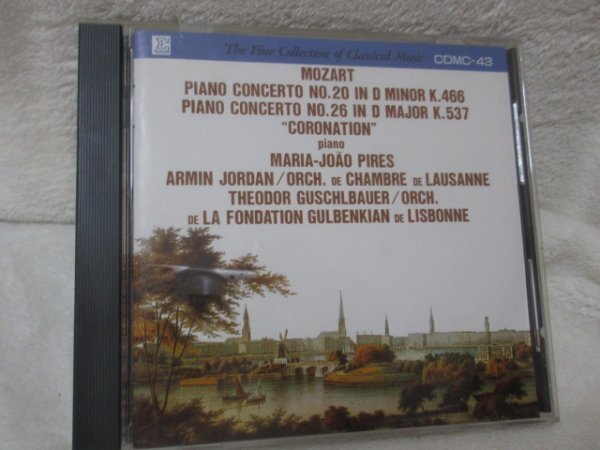 The Fine Collection of Classical Music CDMC-43
MOZART
PIANO CONCERTO NO.20 IN D MINOR K.466
PIANO CONCERTO NO.26 IN D MAJOR K.537
"CORONATION"
piano
MARIA-JOÃO PIRES
ARMIN JORDAN/ORCH. DE CHAMBRE DE LAUSANNE
THEODOR GUSCHLBAUER/ORCH.
DE LA FONDATION GULBENKIAN DE LISBONNE